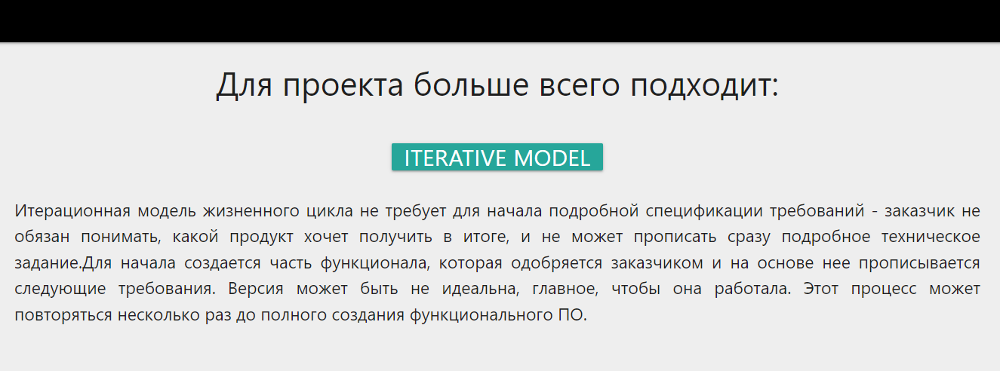 Для проекта больше всего подходит:
ITERATIVE MODEL
Итерационная модель жизненного цикла не требует для начала подробной спецификации требований - заказчик не
обязан понимать, какой продукт хочет получить в итоге, и не может прописать сразу подробное техническое
задание.Для начала создается часть функционала, которая одобряется заказчиком и на основе нее прописывается
следующие требования. Версия может быть не идеальна, главное, чтобы она работала. Этот процесс может
повторяться несколько раз до полного создания функционального ПО.